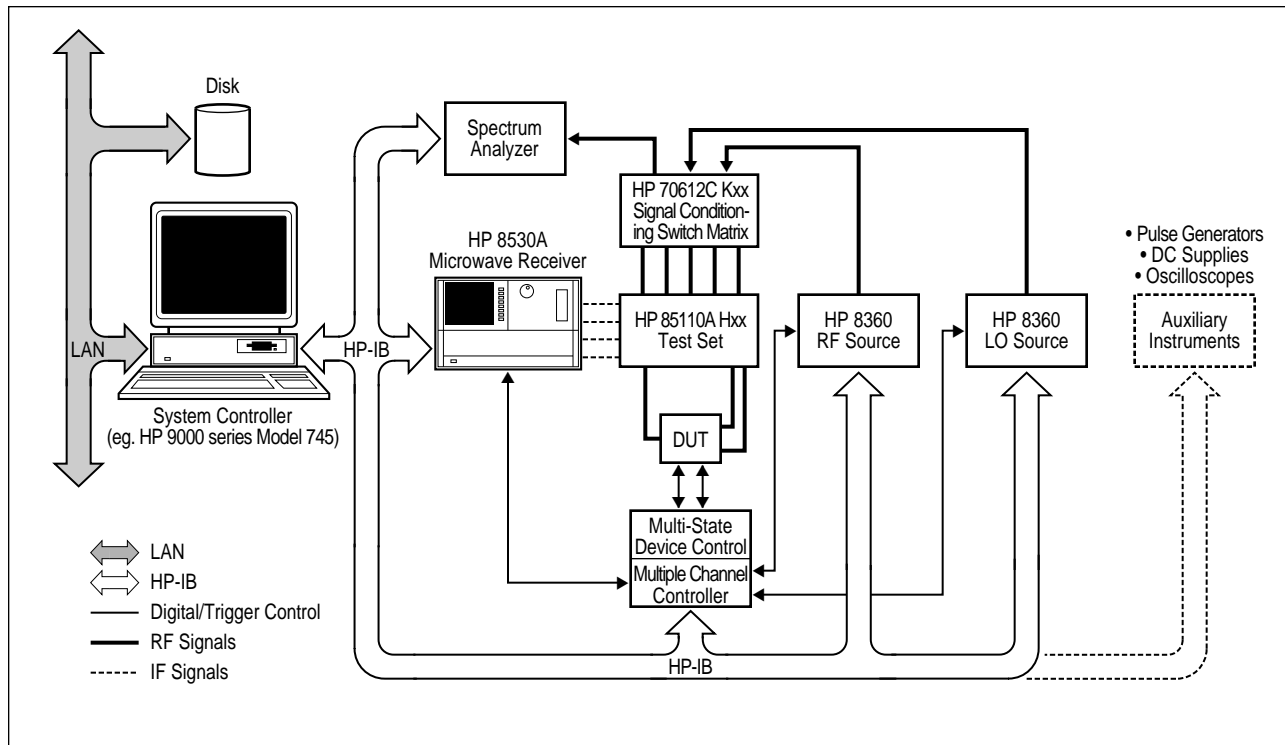 Disk
Spectrum
Analyzer
HP 70612C Kxx
Signal Condition-
ing Switch Matrix
HP 8530A
Microwave Receiver
• Pulse Generators
• DC Supplies
• Oscilloscopes
LAN
HP-IB
HP 85110A Hxx
Test Set
HP 8360
RF Source
HP 8360
LO Source
Auxiliary
Instruments
System Controller
(eg. HP 9000 series Model 745)
DUT
Multi-State
Device Control
Multiple Channel
Controller
HP-IB
LAN
HP-IB
Digital/Trigger Control
RF Signals
IF Signals